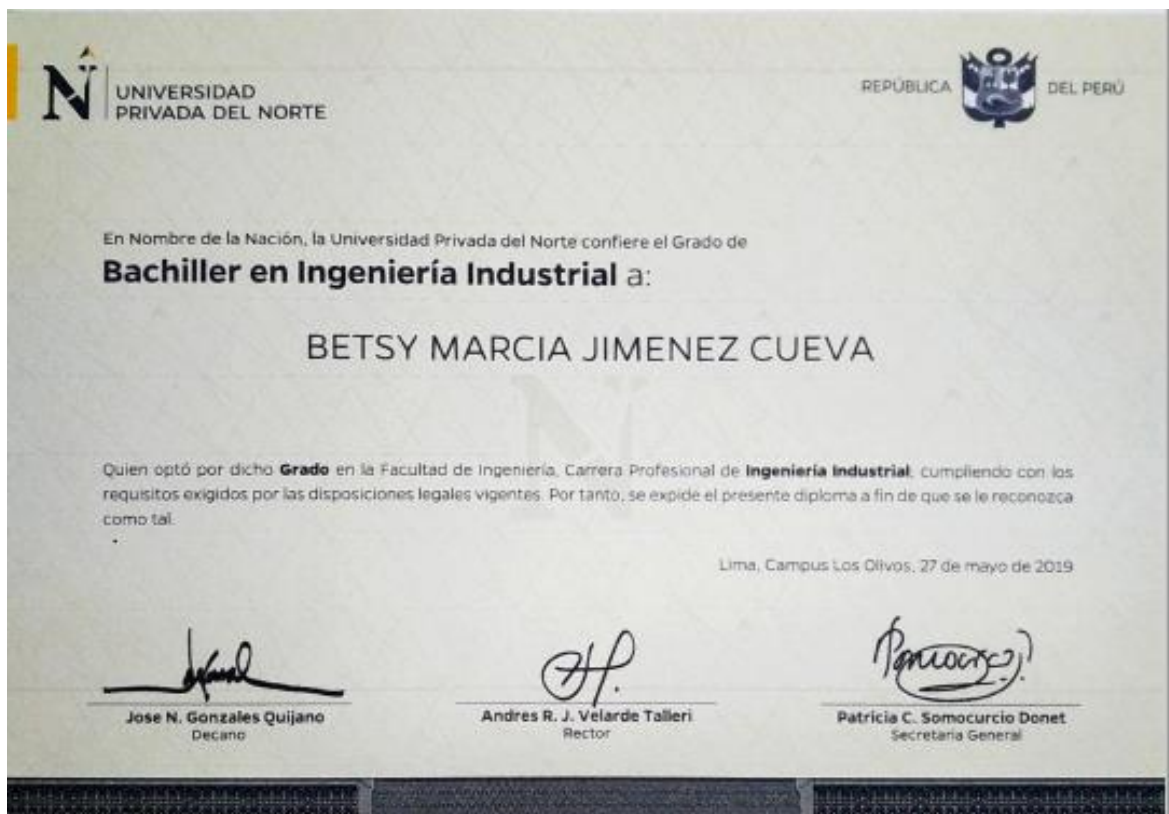 UNIVERSIDAD
PRIVADA DEL NORTE
REPÚBLICA DEL PERÚ
En Nombre de la Nación, la Universidad Privada del Norte confiere el Grado de
Bachiller en Ingeniería Industrial a:
BETSY MARCIA JIMENEZ CUEVA
Quien optó por dicho Grado en la Facultad de Ingeniería, Carrera Profesional de Ingeniería Industrial, cumpliendo con los
requisitos exigidos por las disposiciones legales vigentes. Por tanto, se expide el presente diploma a fin de que se le reconozca
como tal.
Lima, Campus Los Olivos, 27 de mayo de 2019
Jose N. Gonzales Quijano
Decano
Andres R. J. Velarde Talleri
Rector
Patricia C. Somocurcio Donet
Secretaria General